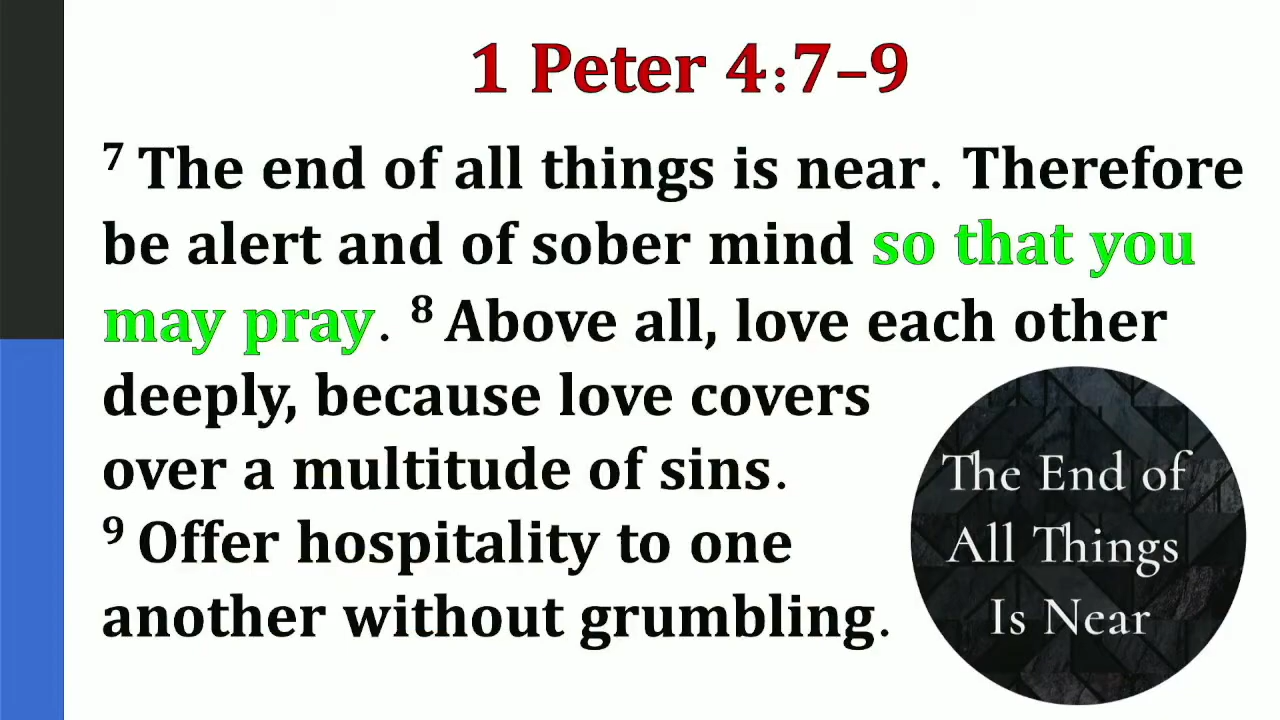 1 Peter 4:7–9
⁷ The end of all things is near. Therefore
be alert and of sober mind so that you
may pray. ⁸ Above all, love each other
deeply, because love covers
over a multitude of sins.
⁹ Offer hospitality to one
another without grumbling.
The End of
All Things
Is Near